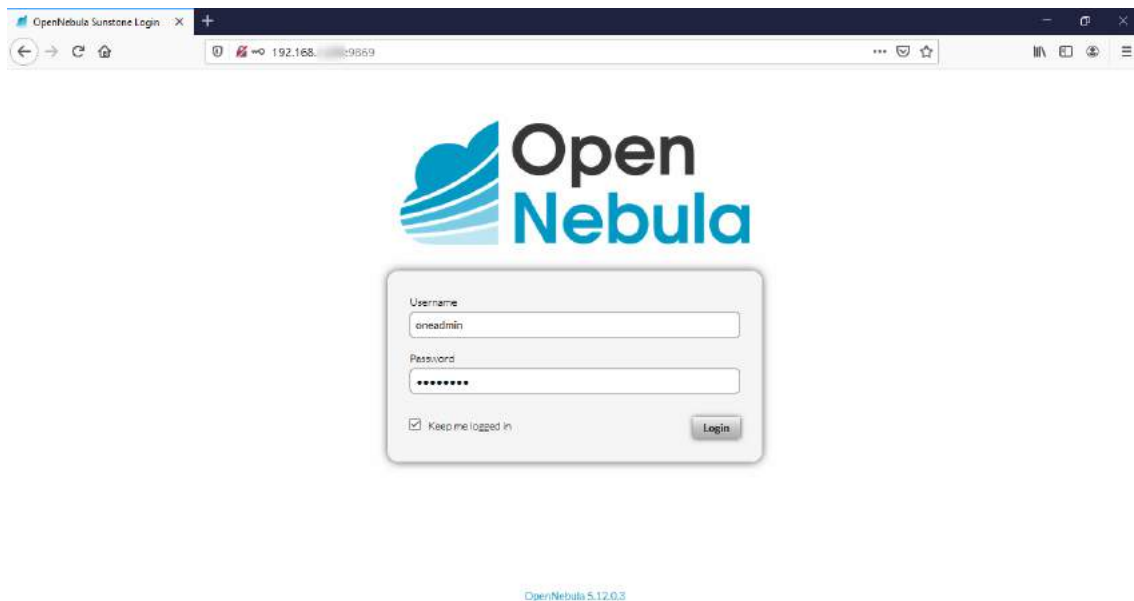 OpenNebula Sunstone Login
192.168. :9869
Open
Nebula
Username
oneadmin
Password
Keep me logged in
Login
OpenNebula 5.12.0.3